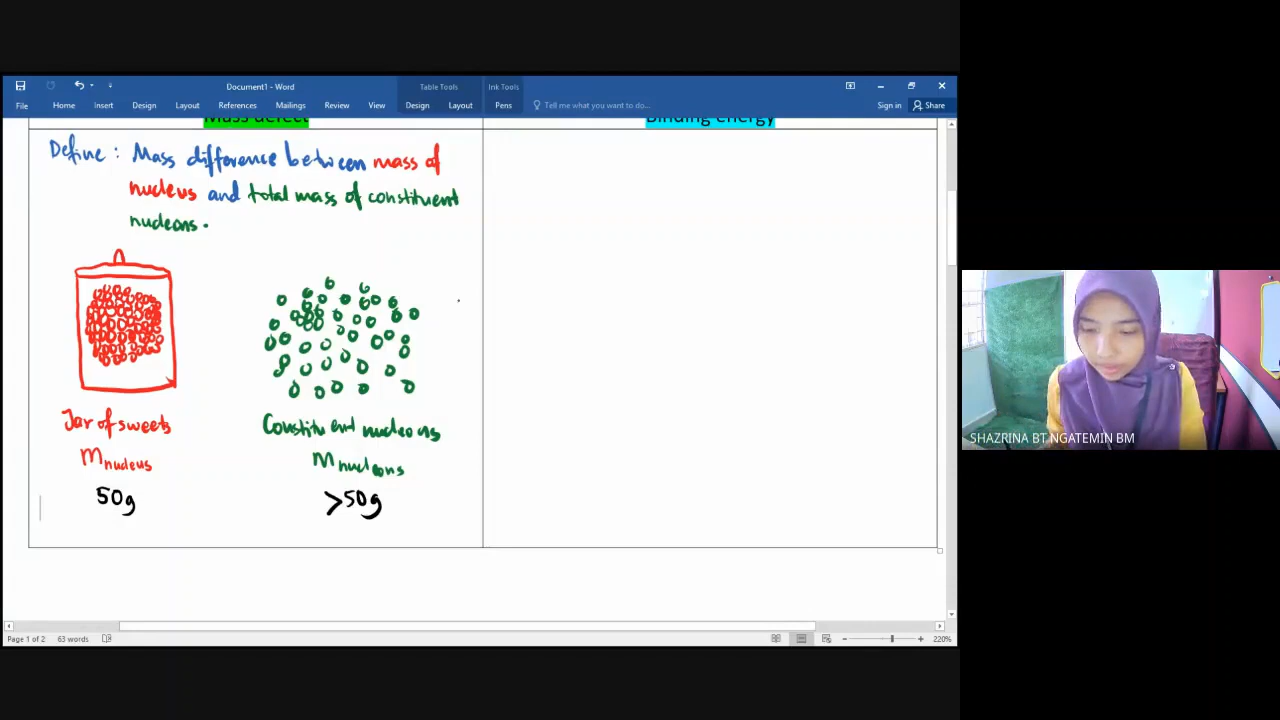 Document1 - Word
Table Tools
Ink Tools
File
Home
Insert
Design
Layout
References
Mailings
Review
View
Design
Layout
Pens
Tell me what you want to do...
Sign in
Share
Mass defect
Binding energy
Define : Mass difference between mass of
nucleus and total mass of constituent
nucleons.
Jar of sweets
Constituent nucleons
Mnucleus
Mnucleons
50g
>50g
SHAZRINA BT NGATEMIN BM
Page 1 of 2
63 words
220%